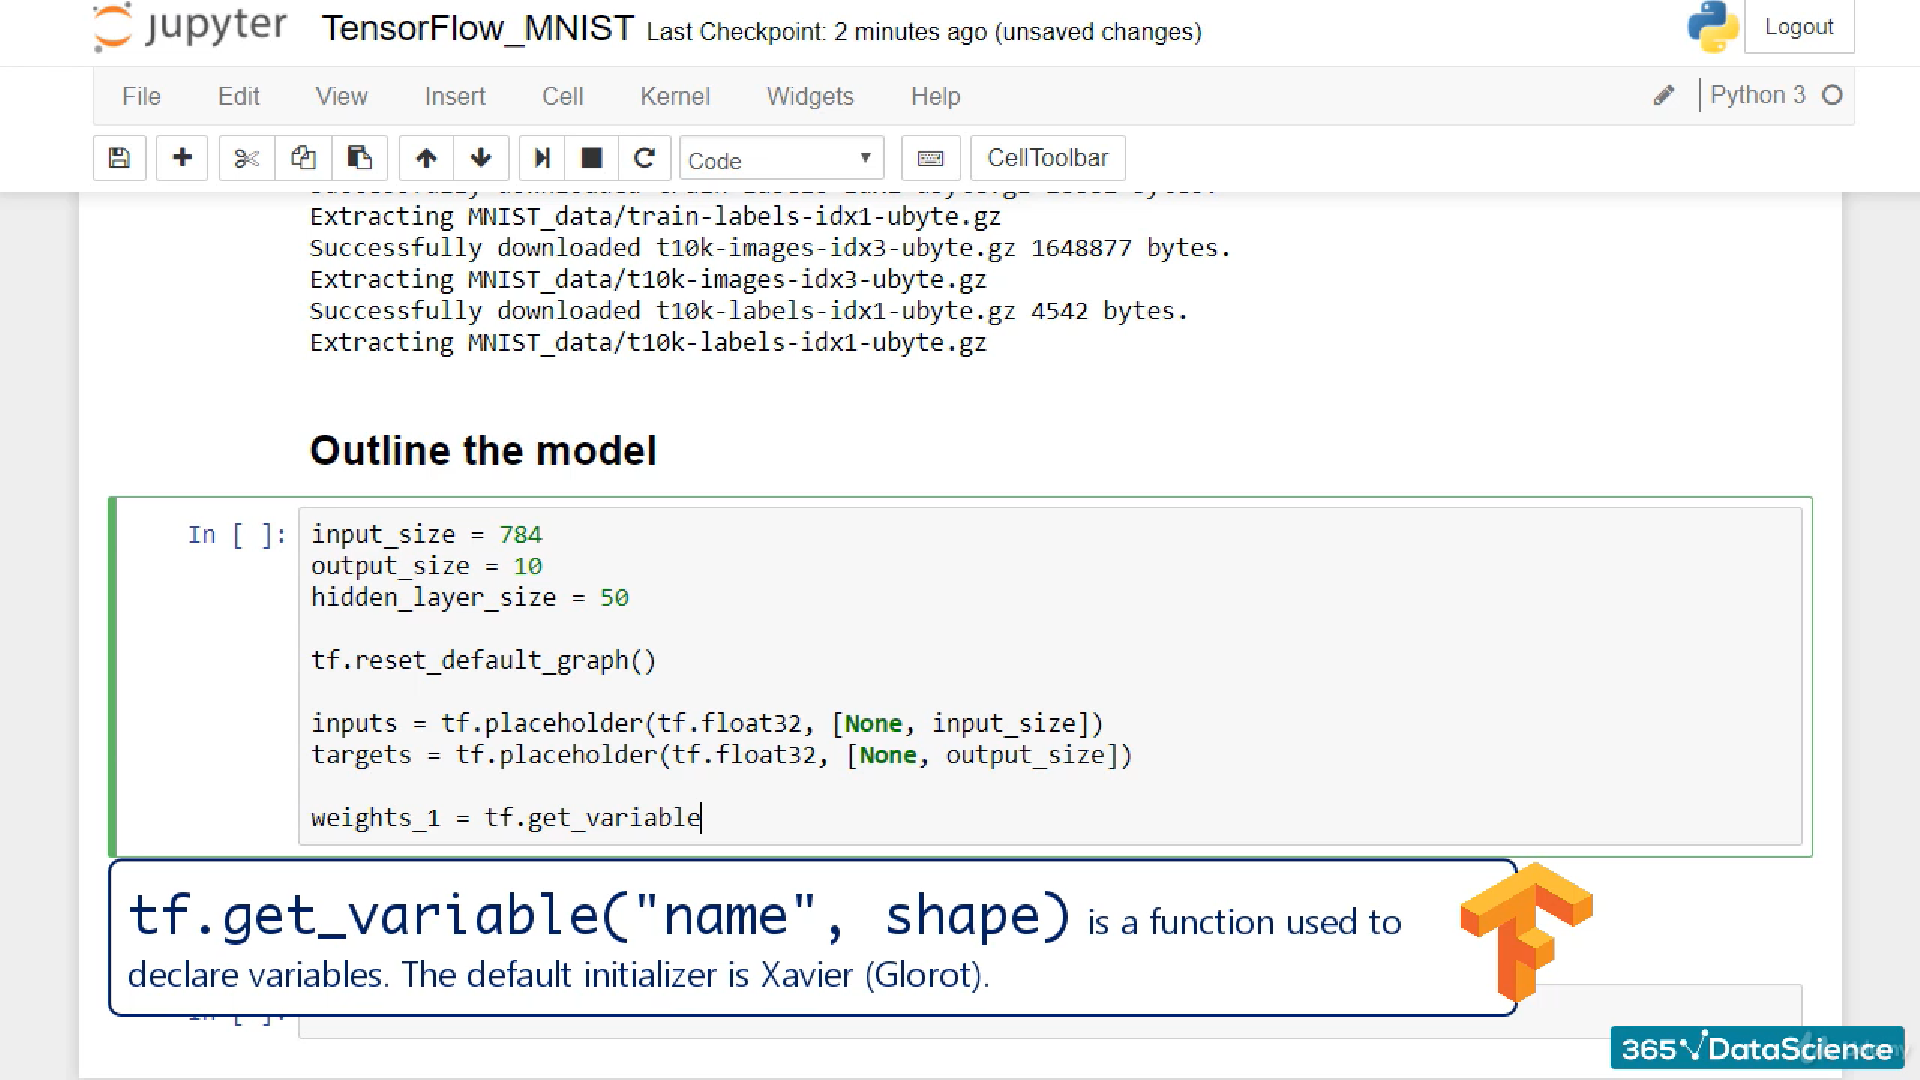 jupyter TensorFlow_MNIST Last Checkpoint: 2 minutes ago (unsaved changes) Logout
File Edit View Insert Cell Kernel Widgets Help Python 3
Code CellToolbar
Extracting MNIST_data/train-labels-idx1-ubyte.gz
Successfully downloaded t10k-images-idx3-ubyte.gz 1648877 bytes.
Extracting MNIST_data/t10k-images-idx3-ubyte.gz
Successfully downloaded t10k-labels-idx1-ubyte.gz 4542 bytes.
Extracting MNIST_data/t10k-labels-idx1-ubyte.gz
Outline the model
In [ ]: input_size = 784
output_size = 10
hidden_layer_size = 50
tf.reset_default_graph()
inputs = tf.placeholder(tf.float32, [None, input_size])
targets = tf.placeholder(tf.float32, [None, output_size])
weights_1 = tf.get_variable
tf.get_variable("name", shape) is a function used to
declare variables. The default initializer is Xavier (Glorot).
In [ ]:
365 DataScience